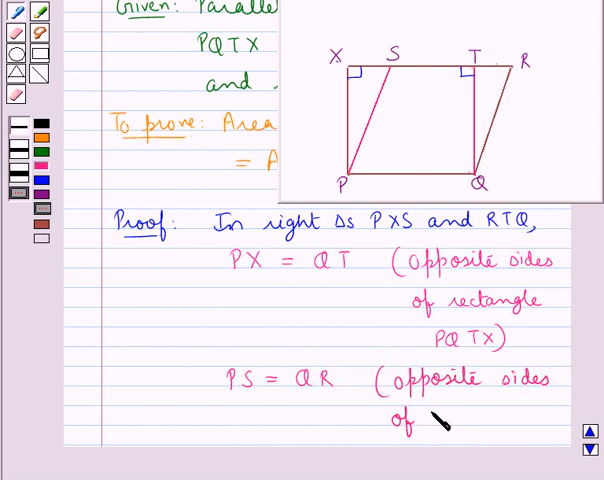 Given: Paralle
PQTX
and
To prove: Area
= A
X S T R
P Q
Proof: In right Δs PXS and RTQ,
PX = QT (opposite sides
of rectangle
PQTX)
PS = QR (opposite sides
of